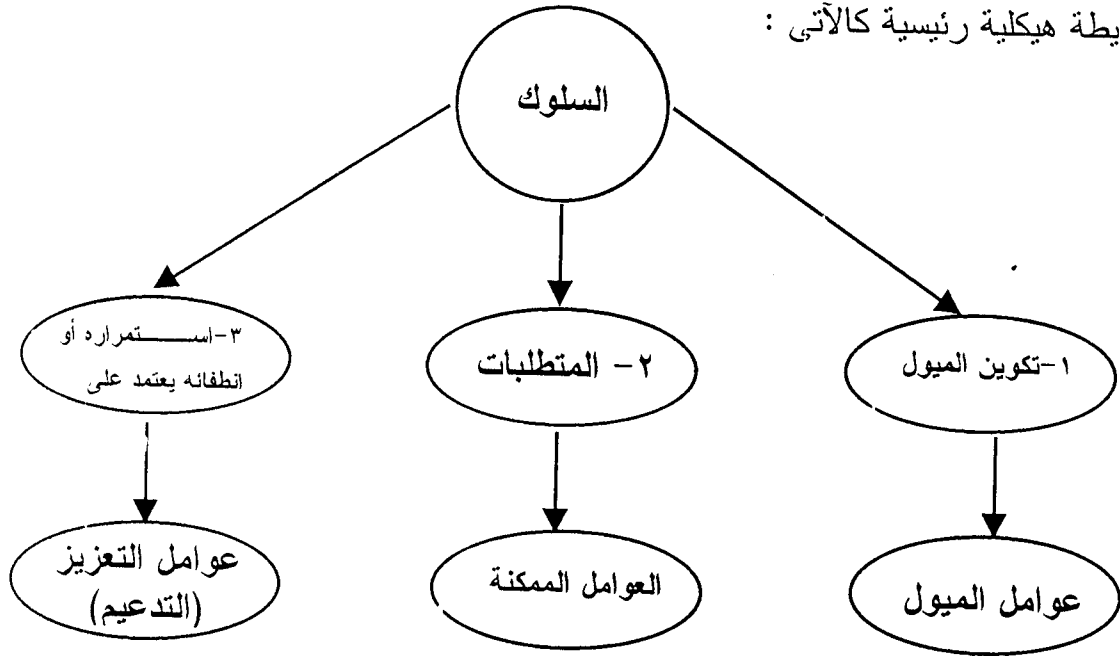 يطة هيكلية رئيسية كالآتى :
السلوك
١-تكوين الميول
٢- المتطلبات
٣-استمراره أو
انطفائه يعتمد على
عوامل الميول
العوامل الممكنة
عوامل التعزيز
(التدعيم)